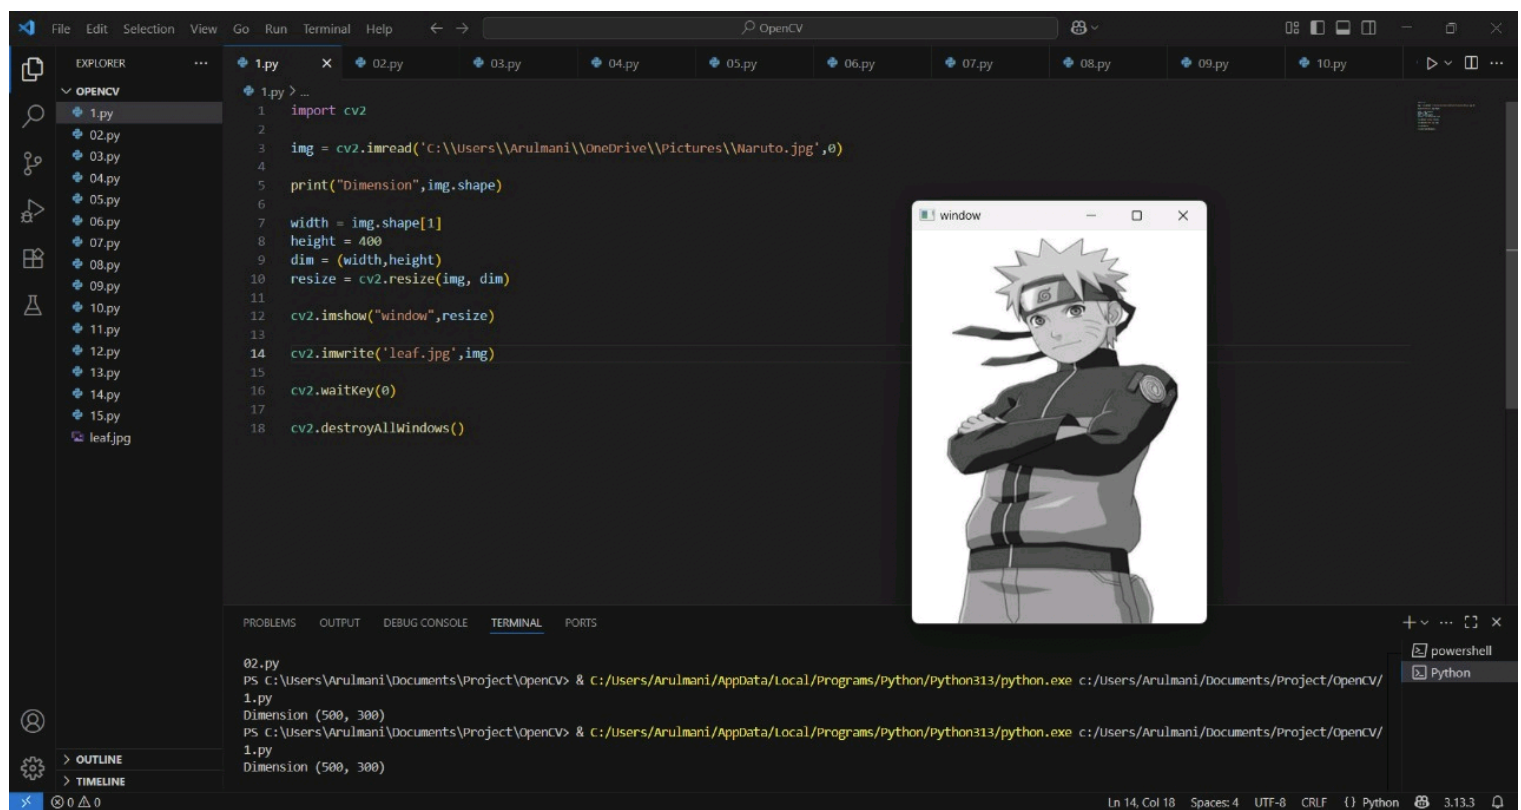 File Edit Selection View Go Run Terminal Help OpenCV
EXPLORER
1.py 02.py 03.py 04.py 05.py 06.py 07.py 08.py 09.py 10.py
OPENCV
1.py
02.py
03.py
04.py
05.py
06.py
07.py
08.py
09.py
10.py
11.py
12.py
13.py
14.py
15.py
leaf.jpg
OUTLINE
TIMELINE
1.py > ...
1 import cv2
2
3 img = cv2.imread('C:\\Users\\Arulmani\\OneDrive\\Pictures\\Naruto.jpg',0)
4
5 print("Dimension",img.shape)
6
7 width = img.shape[1]
8 height = 400
9 dim = (width,height)
10 resize = cv2.resize(img, dim)
11
12 cv2.imshow("window",resize)
13
14 cv2.imwrite('leaf.jpg',img)
15
16 cv2.waitKey(0)
17
18 cv2.destroyAllWindows()
window
PROBLEMS OUTPUT DEBUG CONSOLE TERMINAL PORTS
02.py
PS C:\Users\Arulmani\Documents\Project\OpenCV> & C:/Users/Arulmani/AppData/Local/Programs/Python/Python313/python.exe c:/Users/Arulmani/Documents/Project/OpenCV/
1.py
Dimension (500, 300)
PS C:\Users\Arulmani\Documents\Project\OpenCV> & C:/Users/Arulmani/AppData/Local/Programs/Python/Python313/python.exe c:/Users/Arulmani/Documents/Project/OpenCV/
1.py
Dimension (500, 300)
powershell
Python
0 0 Ln 14, Col 18 Spaces: 4 UTF-8 CRLF {} Python 3.13.3